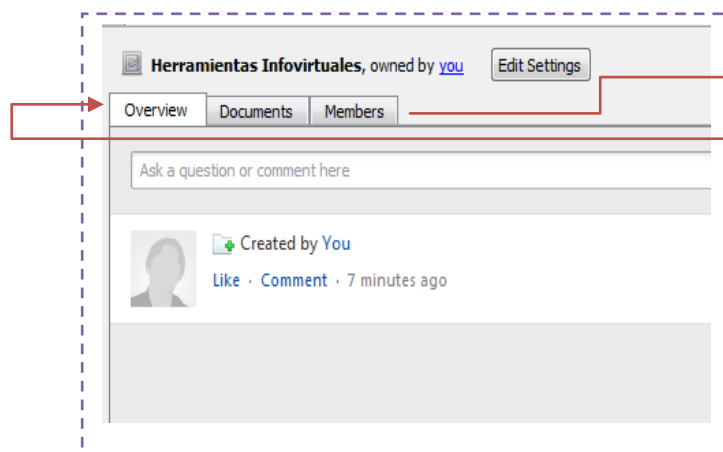 Herramientas Infovirtuales, owned by you Edit Settings
Overview Documents Members
Ask a question or comment here
Created by You
Like · Comment · 7 minutes ago